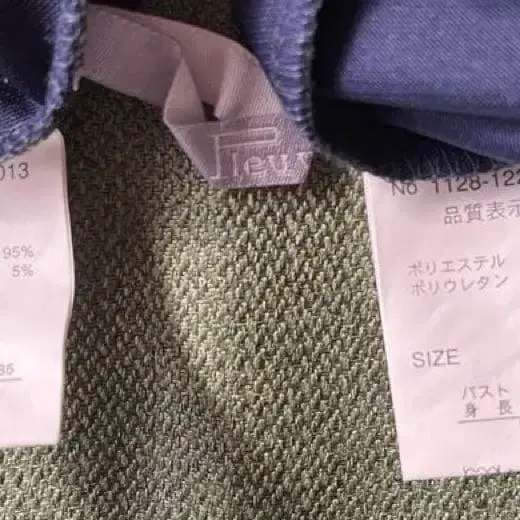 013
95%
5%
85
Fleur
No 1128-122
品質表示
ポリエステル
ポリウレタン
SIZE
バスト
身 長